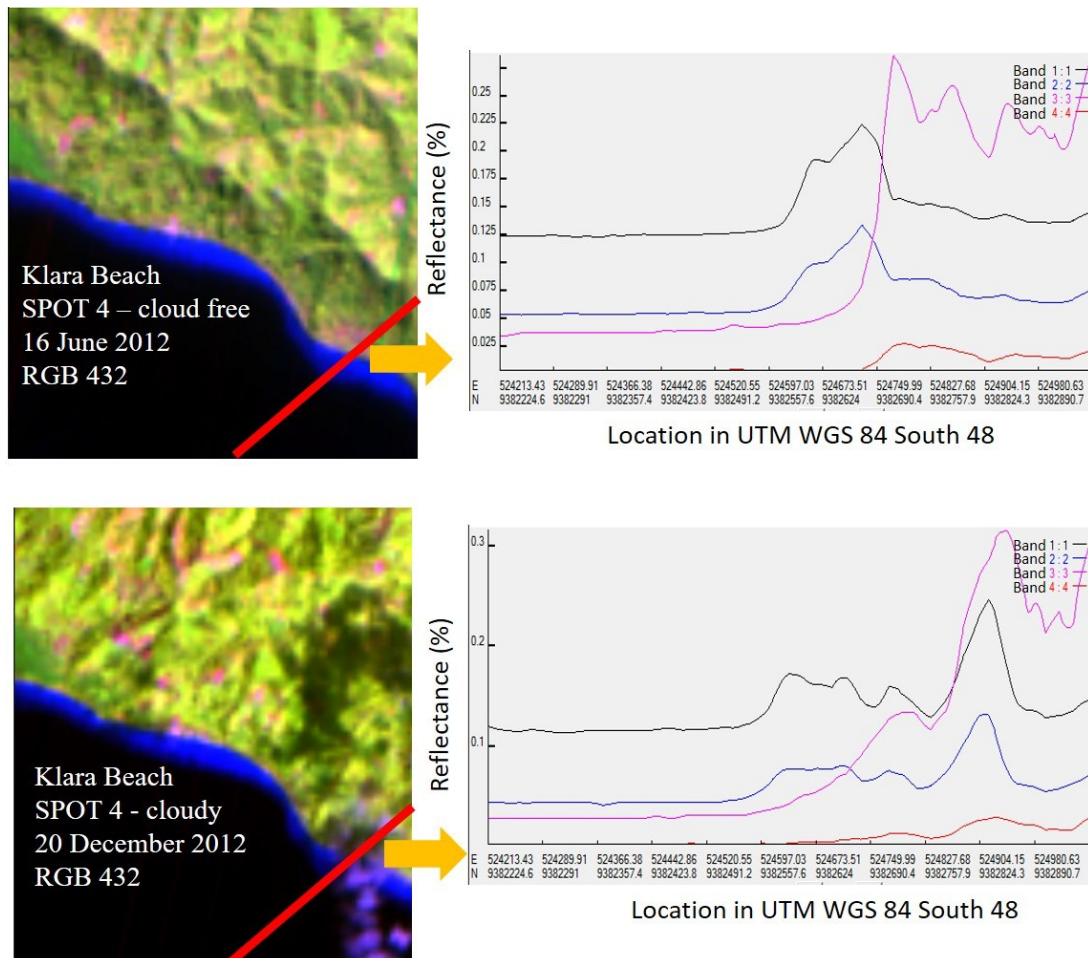 Klara Beach
SPOT 4 – cloud free
16 June 2012
RGB 432
Reflectance (%)
0.25
0.225
0.2
0.175
0.15
0.125
0.1
0.075
0.05
0.025
Band 1:1
Band 2:2
Band 3:3
Band 4:4
E 524213.43 524289.91 524366.38 524442.86 524520.55 524597.03 524673.51 524749.99 524827.68 524904.15 524980.63
N 9382224.6 9382291 9382357.4 9382423.8 9382491.2 9382557.6 9382624 9382690.4 9382757.9 9382824.3 9382890.7
Location in UTM WGS 84 South 48
Klara Beach
SPOT 4 - cloudy
20 December 2012
RGB 432
Reflectance (%)
0.3
0.2
0.1
Band 1:1
Band 2:2
Band 3:3
Band 4:4
E 524213.43 524289.91 524366.38 524442.86 524520.55 524597.03 524673.51 524749.99 524827.68 524904.15 524980.63
N 9382224.6 9382291 9382357.4 9382423.8 9382491.2 9382557.6 9382624 9382690.4 9382757.9 9382824.3 9382890.7
Location in UTM WGS 84 South 48